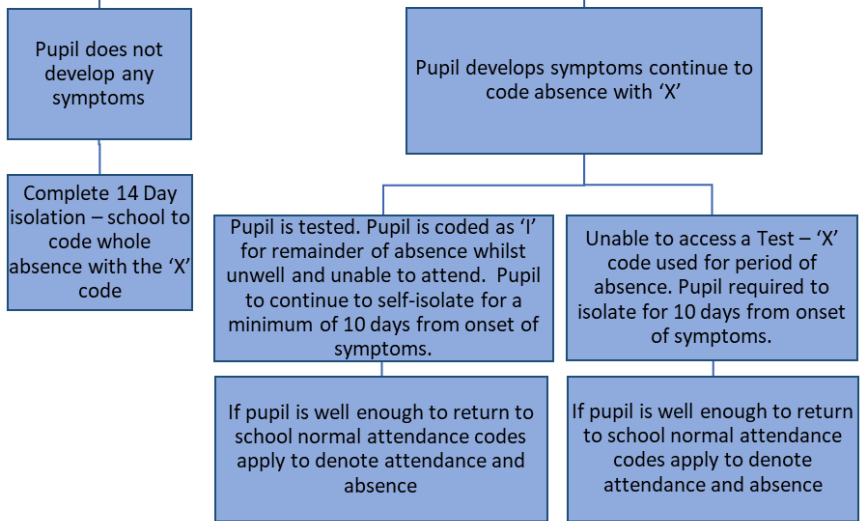 Pupil does not
develop any
symptoms
Pupil develops symptoms continue to
code absence with ‘X’
Complete 14 Day
isolation – school to
code whole
absence with the ‘X’
code
Pupil is tested. Pupil is coded as ‘I’
for remainder of absence whilst
unwell and unable to attend.  Pupil
to continue to self-isolate for a
minimum of 10 days from onset of
symptoms.
Unable to access a Test – ‘X’
code used for period of
absence. Pupil required to
isolate for 10 days from onset
of symptoms.
If pupil is well enough to return to
school normal attendance codes
apply to denote attendance and
absence
If pupil is well enough to return
to school normal attendance
codes apply to denote
attendance and absence